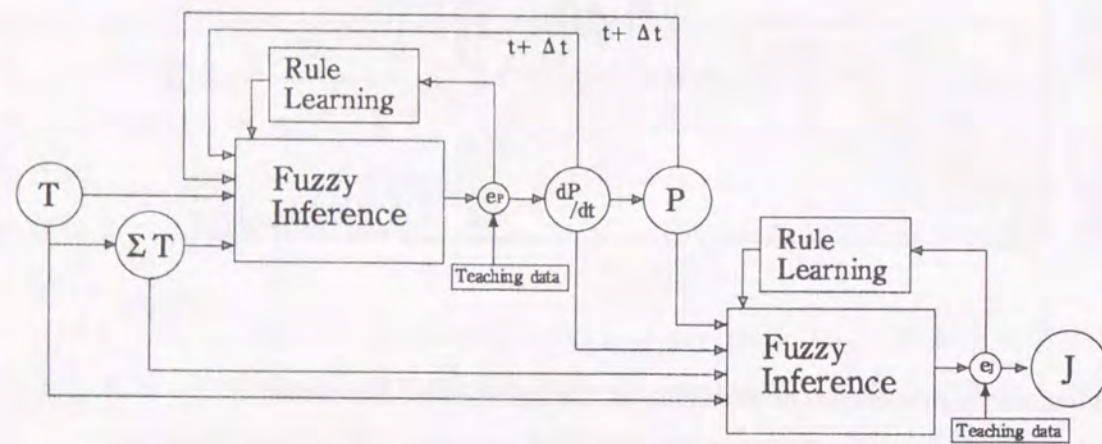 t+ Δt
t+ Δt
Rule
Learning
Fuzzy
Inference
T
ΣT
eP
dP
/dt
P
Teaching data
Rule
Learning
Fuzzy
Inference
eJ
J
Teaching data